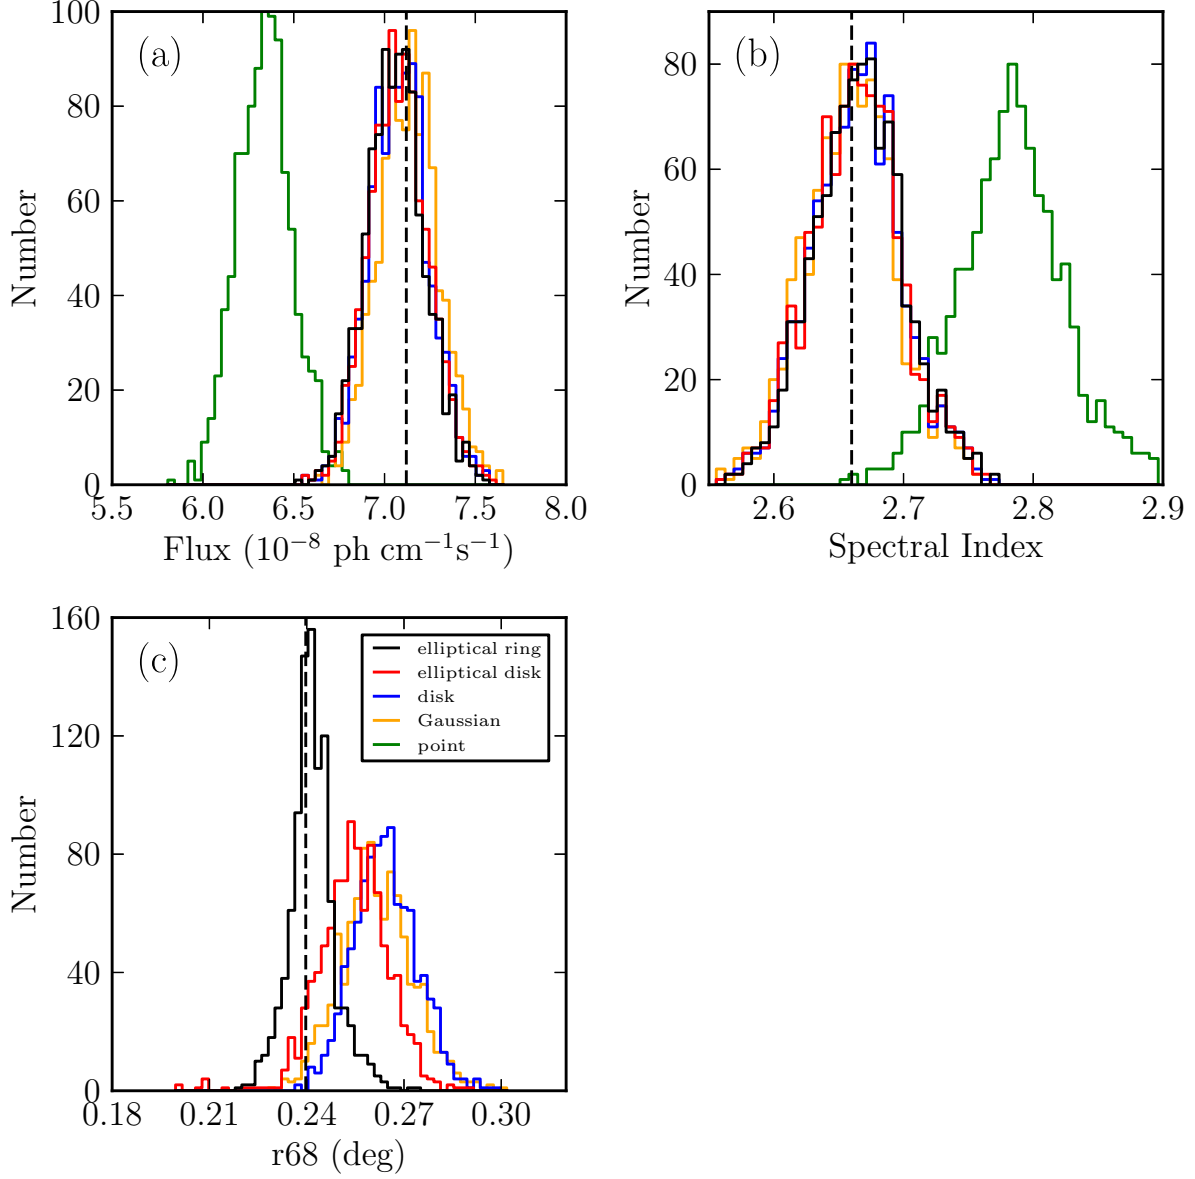 (a)
Number
100
80
60
40
20
0
5.5 6.0 6.5 7.0 7.5 8.0
Flux (10⁻⁸ ph cm⁻¹s⁻¹)
(b)
Number
80
60
40
20
0
2.6 2.7 2.8 2.9
Spectral Index
(c)
Number
160
120
80
40
0
0.18 0.21 0.24 0.27 0.30
r68 (deg)
elliptical ring
elliptical disk
disk
Gaussian
point